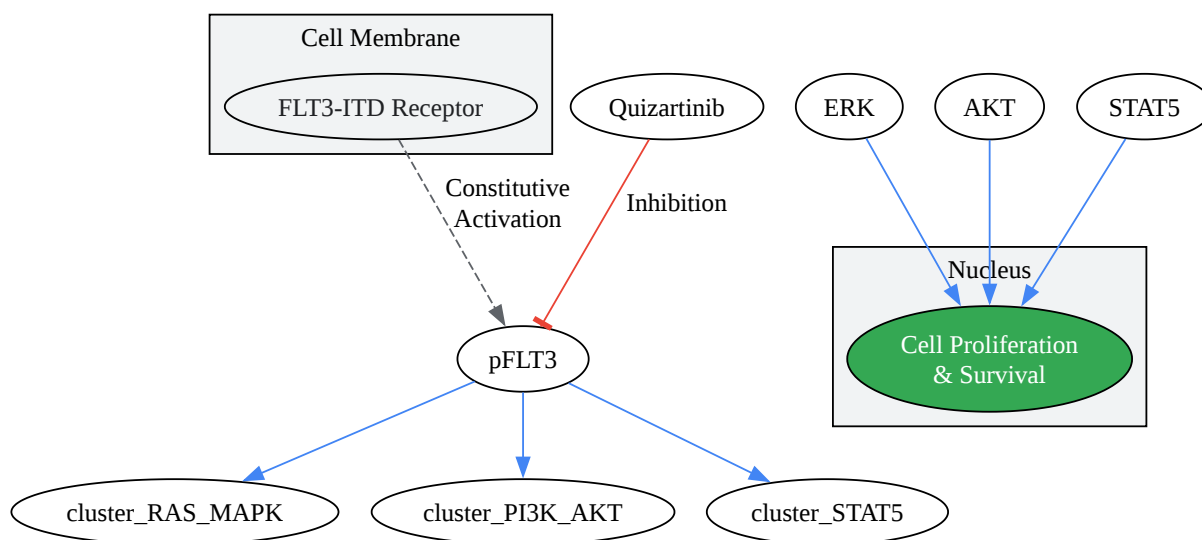 Cell Membrane
FLT3-ITD Receptor
Quizartinib
ERK
AKT
STAT5
Constitutive
Activation
Inhibition
Nucleus
pFLT3
Cell Proliferation
& Survival
cluster_RAS_MAPK
cluster_PI3K_AKT
cluster_STAT5